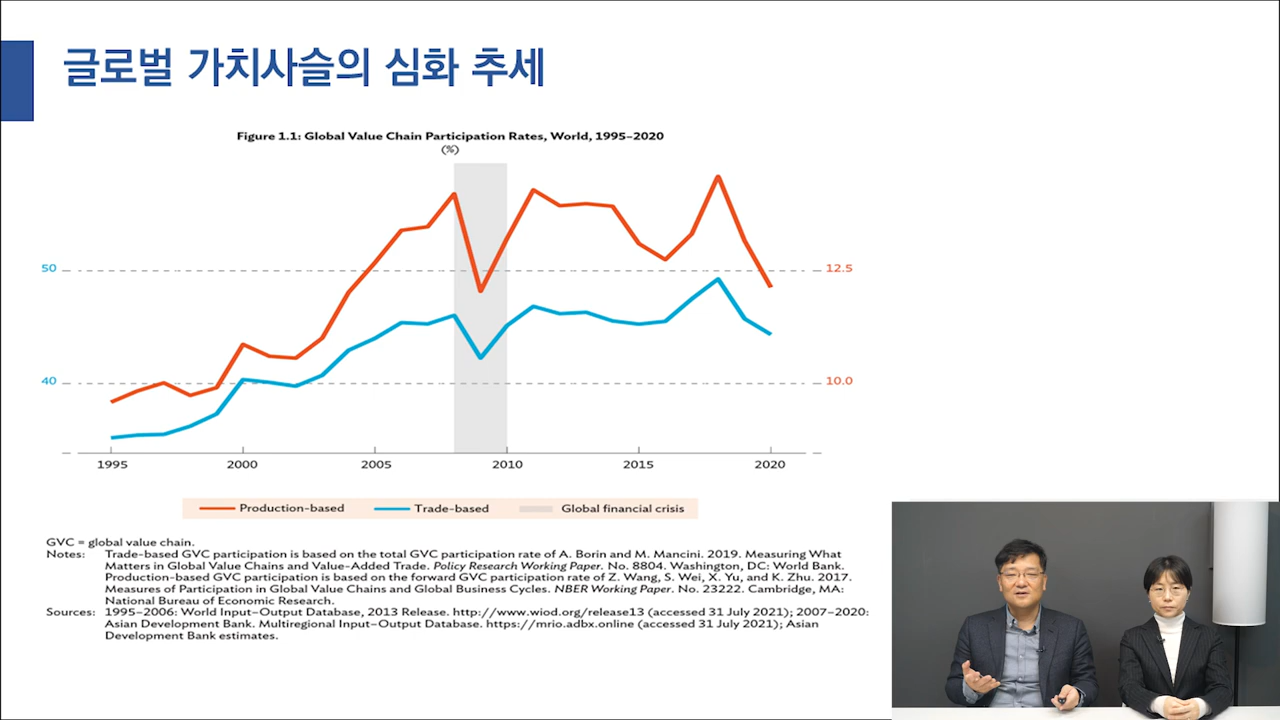 글로벌 가치사슬의 심화 추세
Figure 1.1: Global Value Chain Participation Rates, World, 1995–2020
(%)
50
12.5
40
10.0
1995 2000 2005 2010 2015 2020
Production-based Trade-based Global financial crisis
GVC = global value chain.
Notes: Trade-based GVC participation is based on the total GVC participation rate of A. Borin and M. Mancini. 2019. Measuring What
Matters in Global Value Chains and Value-Added Trade. Policy Research Working Paper. No. 8804. Washington, DC: World Bank.
Production-based GVC participation is based on the forward GVC participation rate of Z. Wang, S. Wei, X. Yu, and K. Zhu. 2017.
Measures of Participation in Global Value Chains and Global Business Cycles. NBER Working Paper. No. 23222. Cambridge, MA:
National Bureau of Economic Research.
Sources: 1995–2006: World Input–Output Database, 2013 Release. http://www.wiod.org/release13 (accessed 31 July 2021); 2007–2020:
Asian Development Bank. Multiregional Input–Output Database. https://mrio.adbx.online (accessed 31 July 2021); Asian
Development Bank estimates.